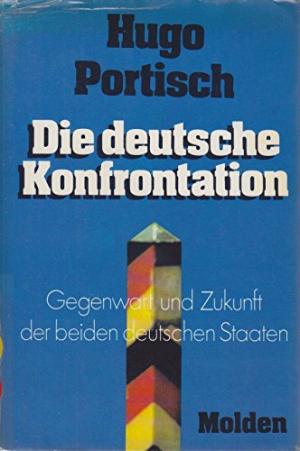 Hugo
Portisch
Die deutsche
Konfrontation
Gegenwart und Zukunft
der beiden deutschen Staaten
Molden